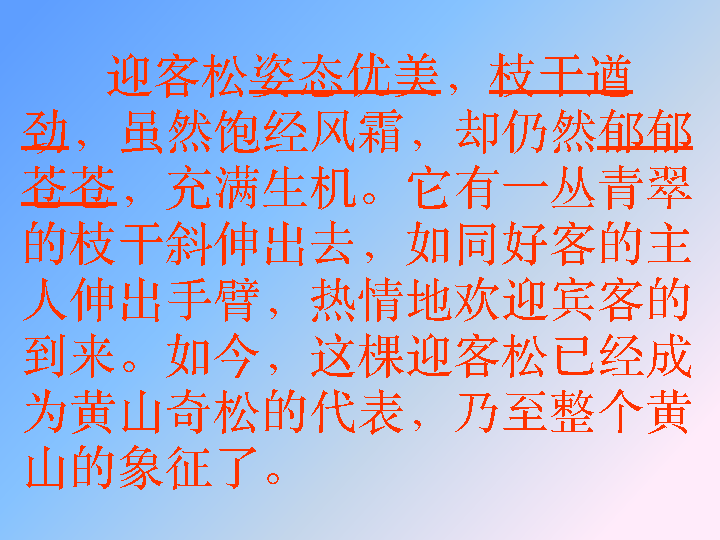 迎客松姿态优美，枝干遒
劲，虽然饱经风霜，却仍然郁郁
苍苍，充满生机。它有一丛青翠
的枝干斜伸出去，如同好客的主
人伸出手臂，热情地欢迎宾客的
到来。如今，这棵迎客松已经成
为黄山奇松的代表，乃至整个黄
山的象征了。